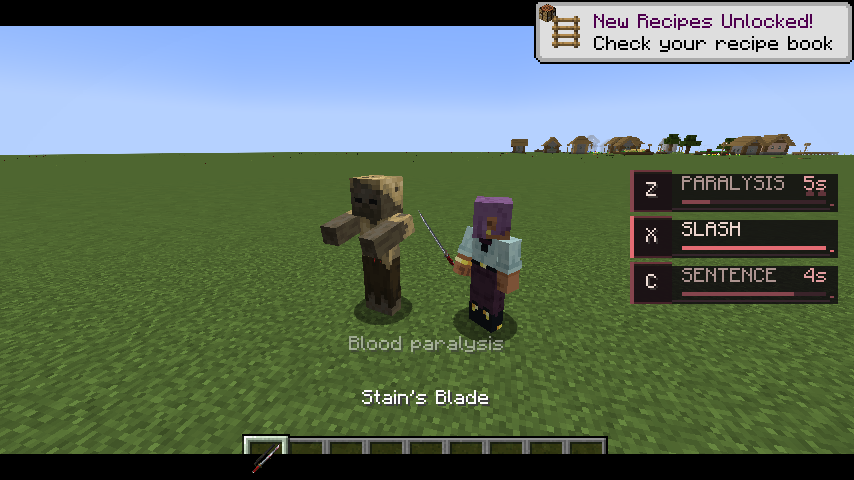 New Recipes Unlocked!
Check your recipe book
Z PARALYSIS 5s
X SLASH
C SENTENCE 4s
Blood paralysis
Stain's Blade